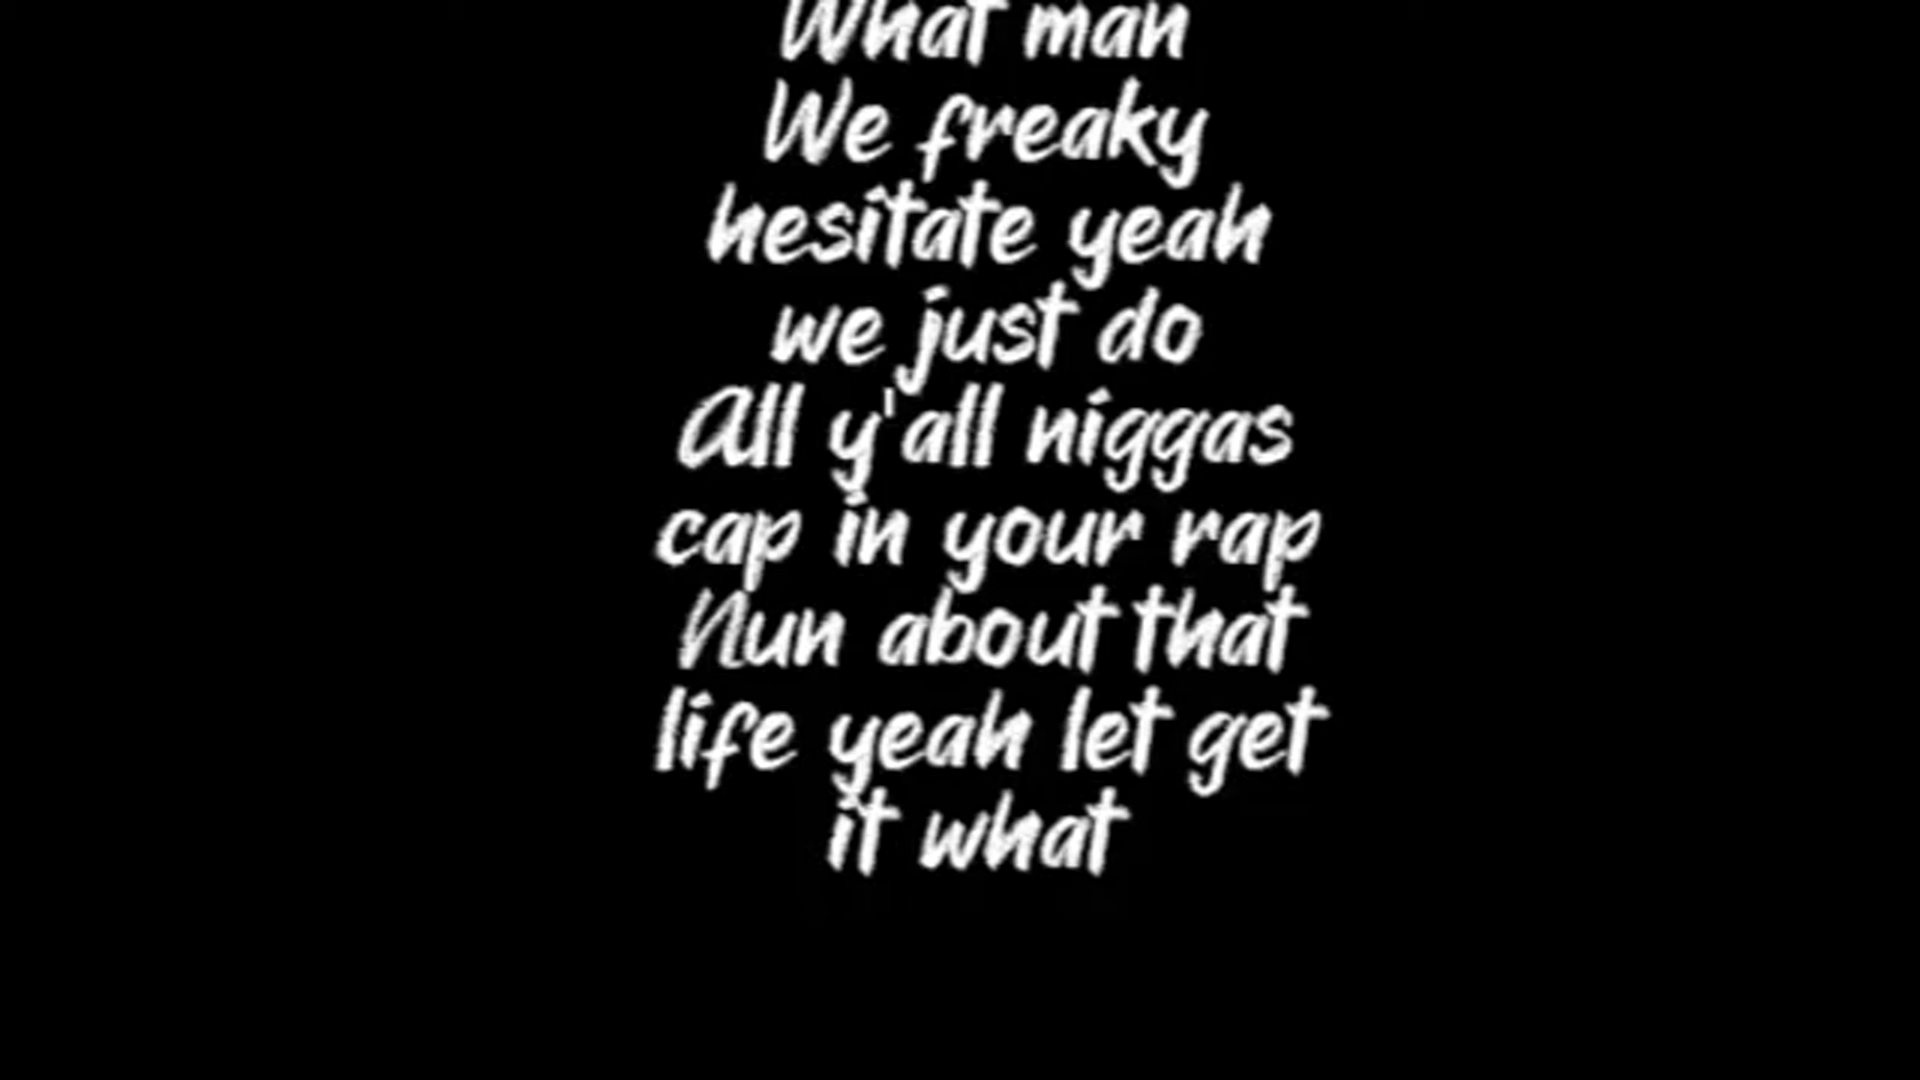 What man
We freaky
hesitate yeah
we just do
All y'all niggas
cap in your rap
Nun about that
life yeah let get
it what